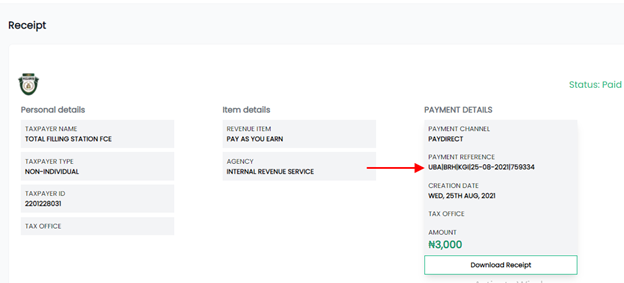 Receipt
Status: Paid
Personal details
TAXPAYER NAME
TOTAL FILLING STATION FCE
TAXPAYER TYPE
NON-INDIVIDUAL
TAXPAYER ID
2201228031
TAX OFFICE
Item details
REVENUE ITEM
PAY AS YOU EARN
AGENCY
INTERNAL REVENUE SERVICE
PAYMENT DETAILS
PAYMENT CHANNEL
PAYDIRECT
PAYMENT REFERENCE
UBA|BRH|KGI|25-08-2021|759334
CREATION DATE
WED, 25TH AUG, 2021
TAX OFFICE
AMOUNT
₦3,000
Download Receipt